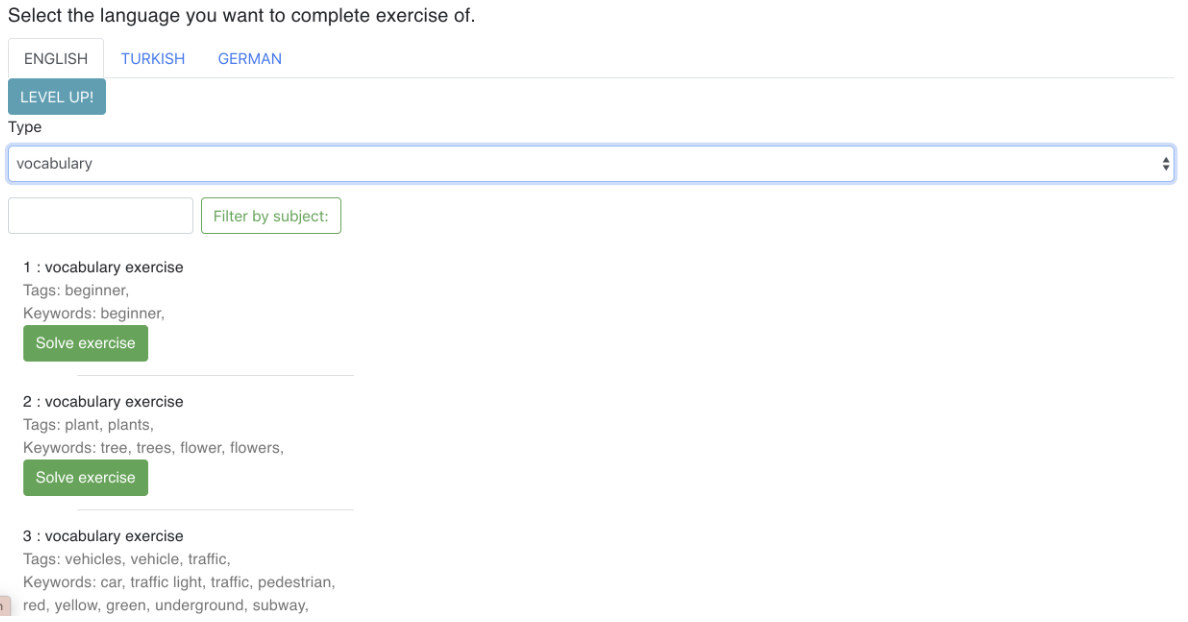 Select the language you want to complete exercise of.
ENGLISH TURKISH GERMAN
LEVEL UP!
Type
vocabulary
Filter by subject:
1 : vocabulary exercise
Tags: beginner,
Keywords: beginner,
Solve exercise
2 : vocabulary exercise
Tags: plant, plants,
Keywords: tree, trees, flower, flowers,
Solve exercise
3 : vocabulary exercise
Tags: vehicles, vehicle, traffic,
Keywords: car, traffic light, traffic, pedestrian,
red, yellow, green, underground, subway,